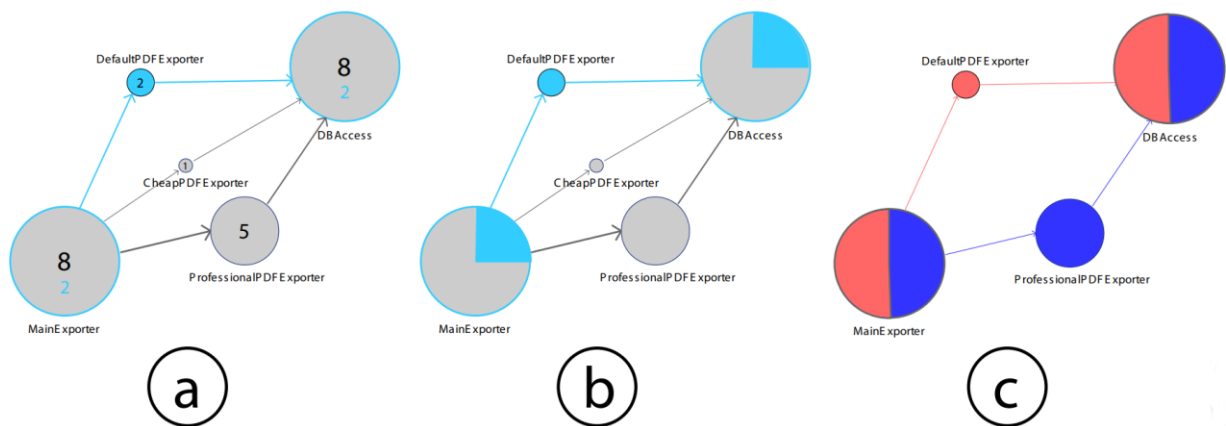 DefaultPDFExporter
8
2
2
DBAccess
1
CheapPDFExporter
5
8
2
ProfessionalPDFExporter
MainExporter
a
DefaultPDFExporter
DBAccess
CheapPDFExporter
ProfessionalPDFExporter
MainExporter
b
DefaultPDFExporter
DBAccess
ProfessionalPDFExporter
MainExporter
c